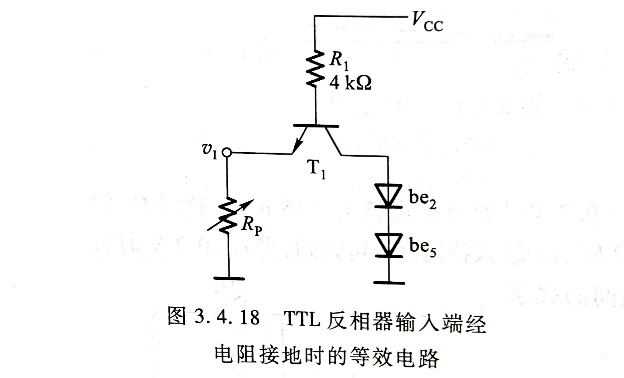 V_CC
R_1
4 kΩ
v_I
T_1
R_P
be_2
be_5
图 3.4.18 TTL 反相器输入端经
电阻接地时的等效电路